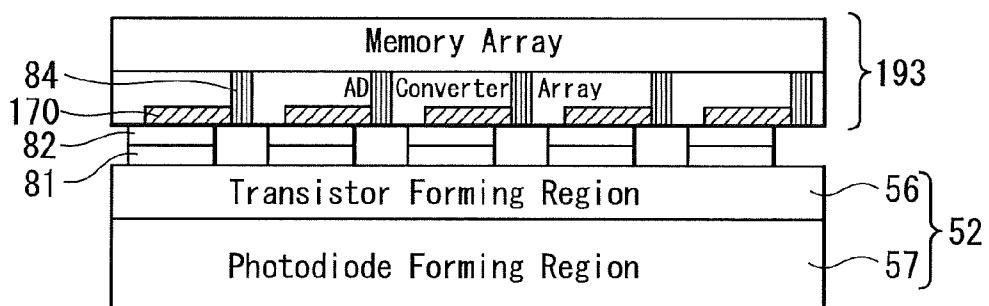 Memory Array
84
AD Converter Array
193
170
82
81
Transistor Forming Region
56
52
Photodiode Forming Region
57